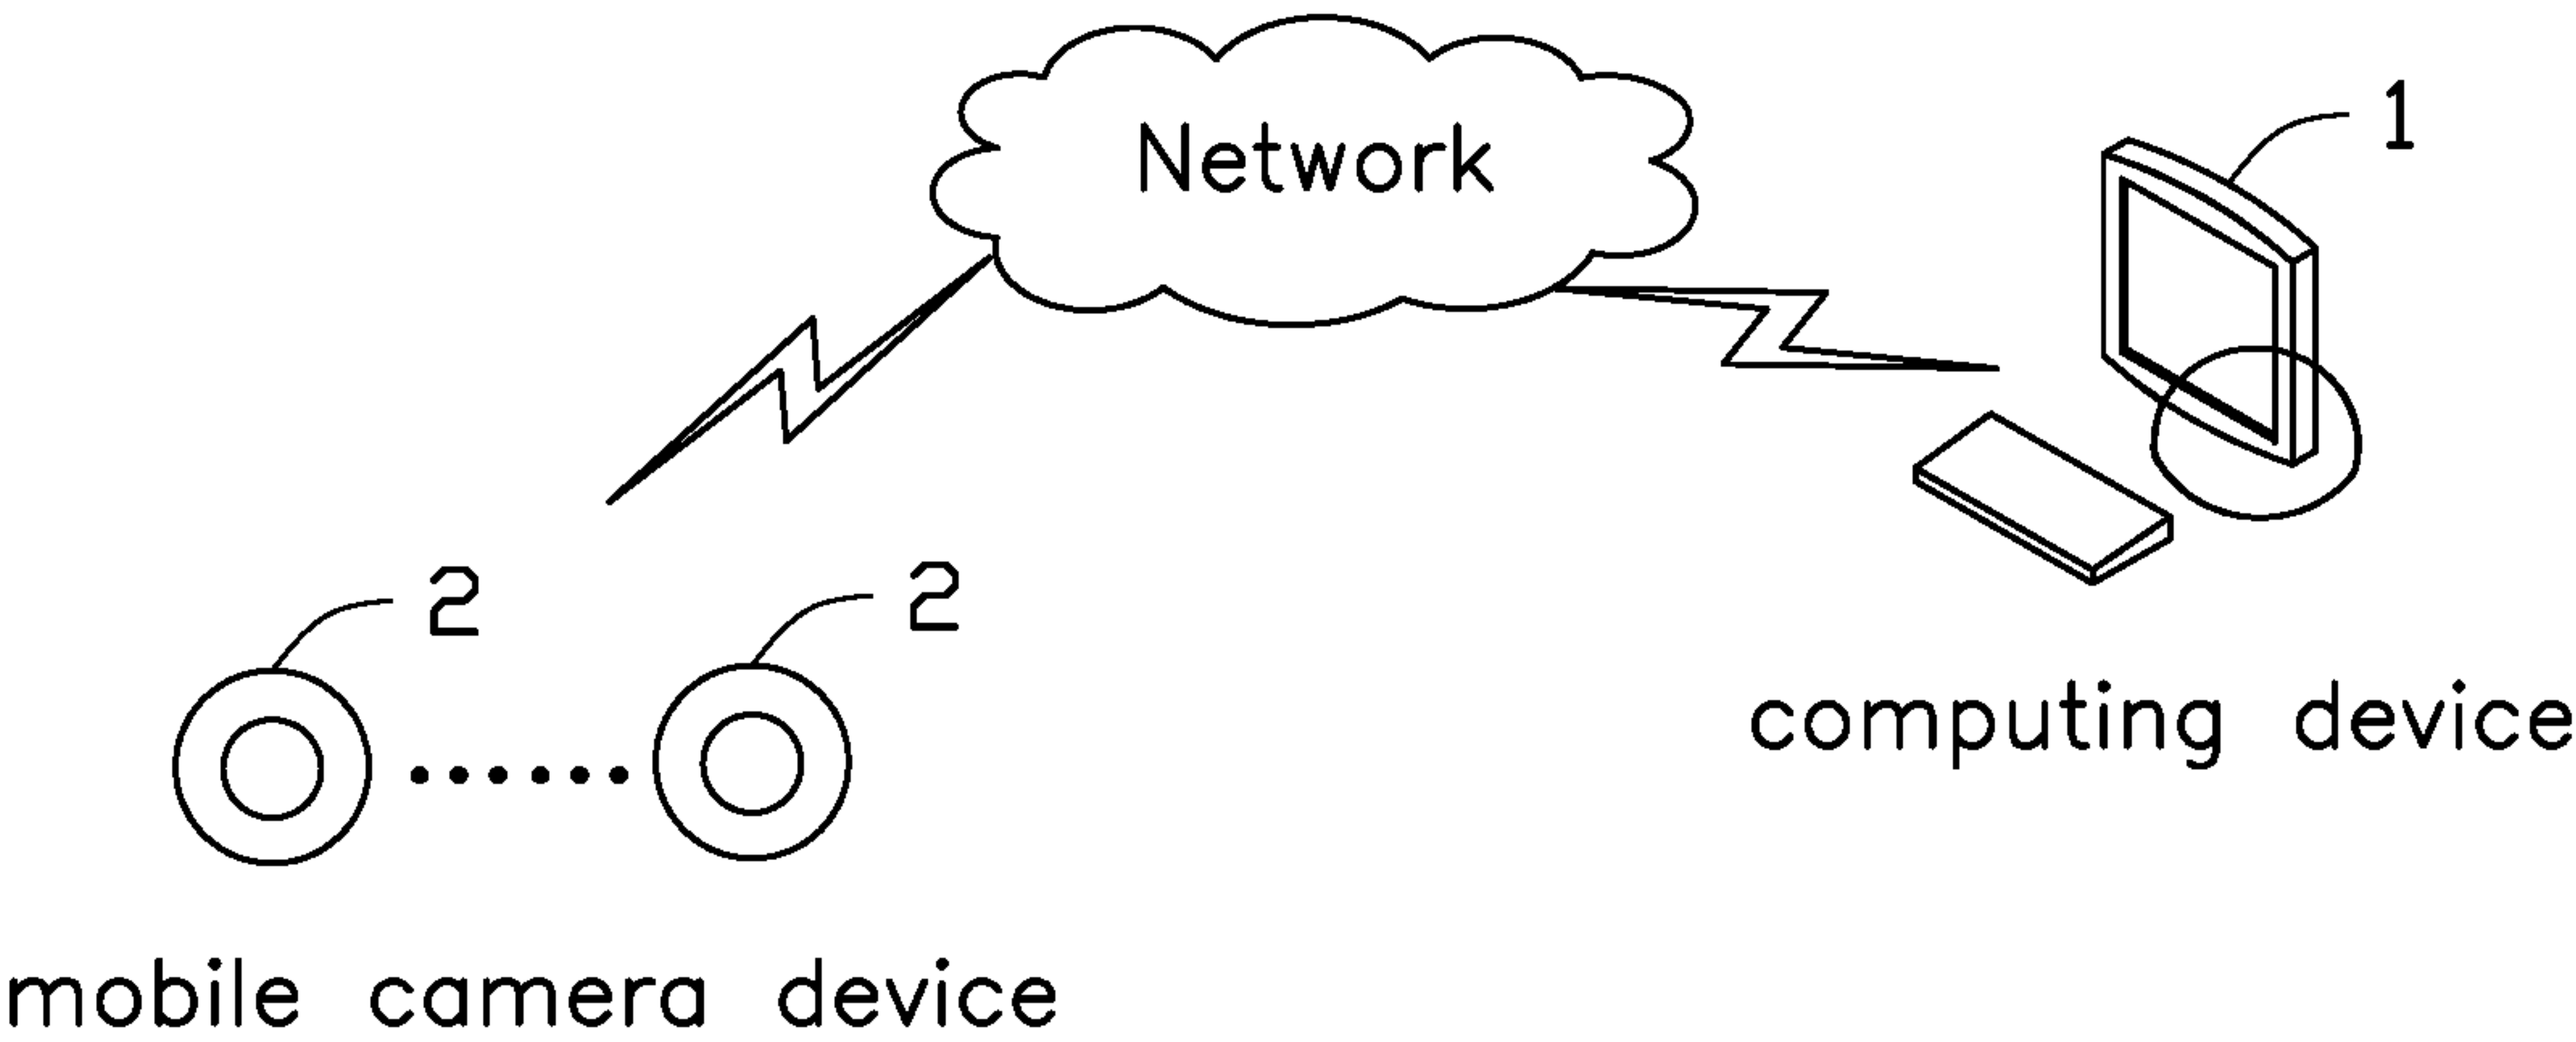 Network
1
2
2
computing device
mobile camera device